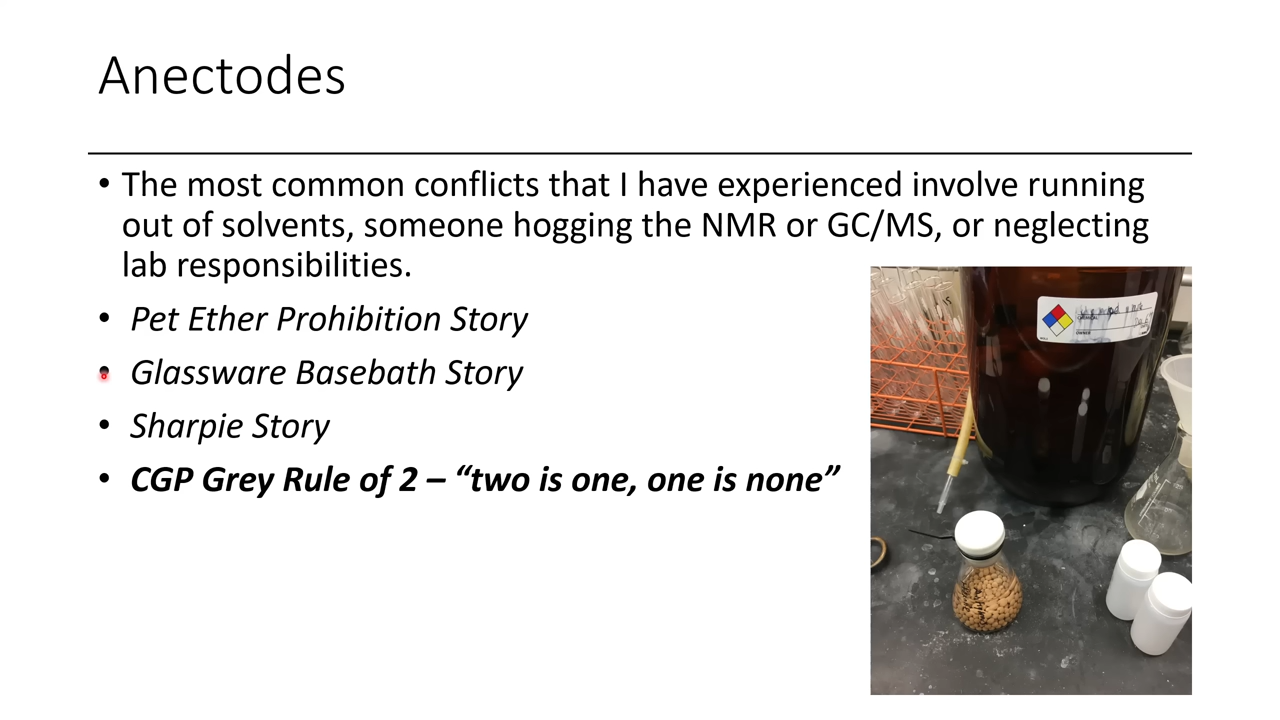 Anectodes
• The most common conflicts that I have experienced involve running
out of solvents, someone hogging the NMR or GC/MS, or neglecting
lab responsibilities.
• Pet Ether Prohibition Story
• Glassware Basebath Story
• Sharpie Story
• CGP Grey Rule of 2 – “two is one, one is none”